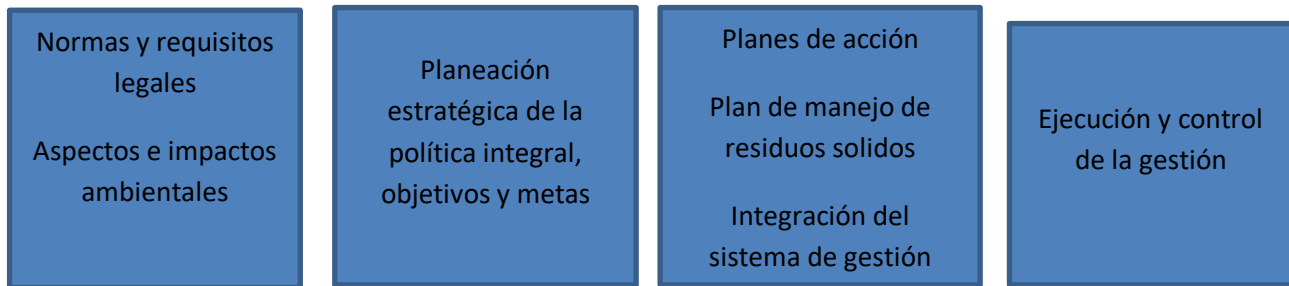 Normas y requisitos
legales
Aspectos e impactos
ambientales
Planeación
estratégica de la
política integral,
objetivos y metas
Planes de acción
Plan de manejo de
residuos solidos
Integración del
sistema de gestión
Ejecución y control
de la gestión